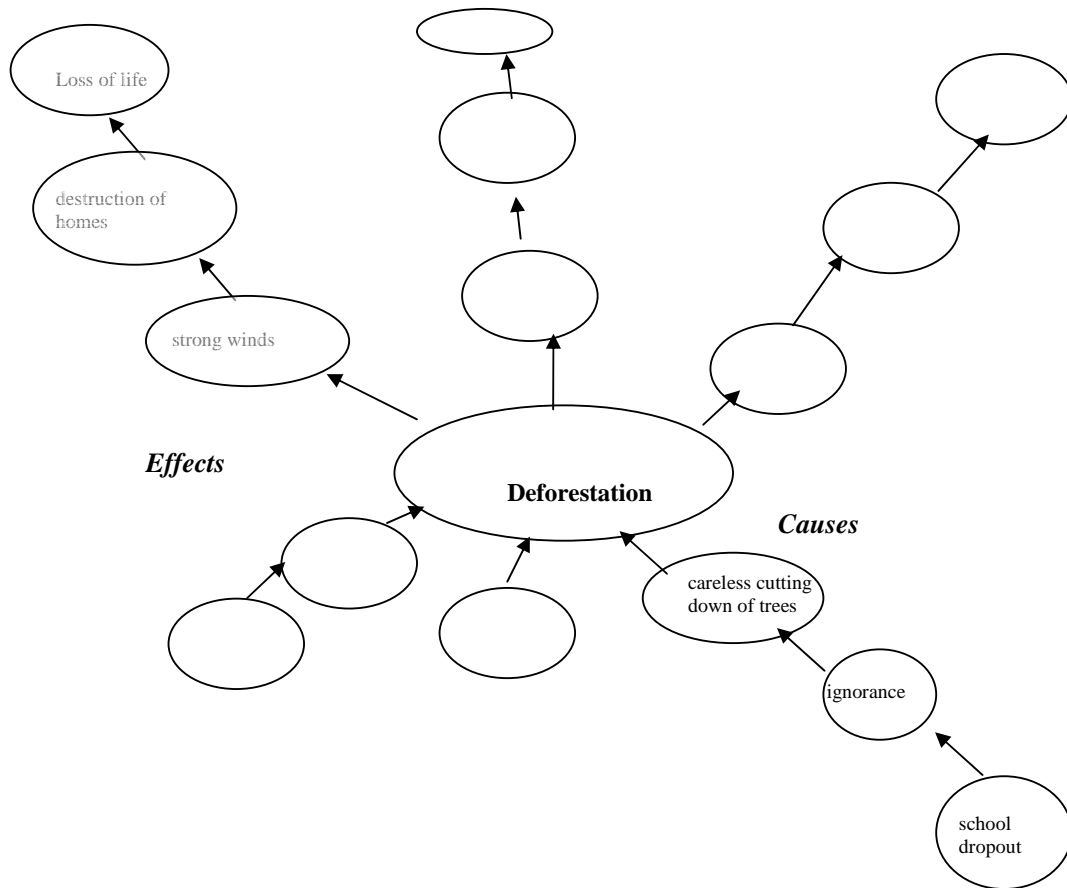 Loss of life
destruction of
homes
strong winds
Effects
Deforestation
Causes
careless cutting
down of trees
ignorance
school
dropout